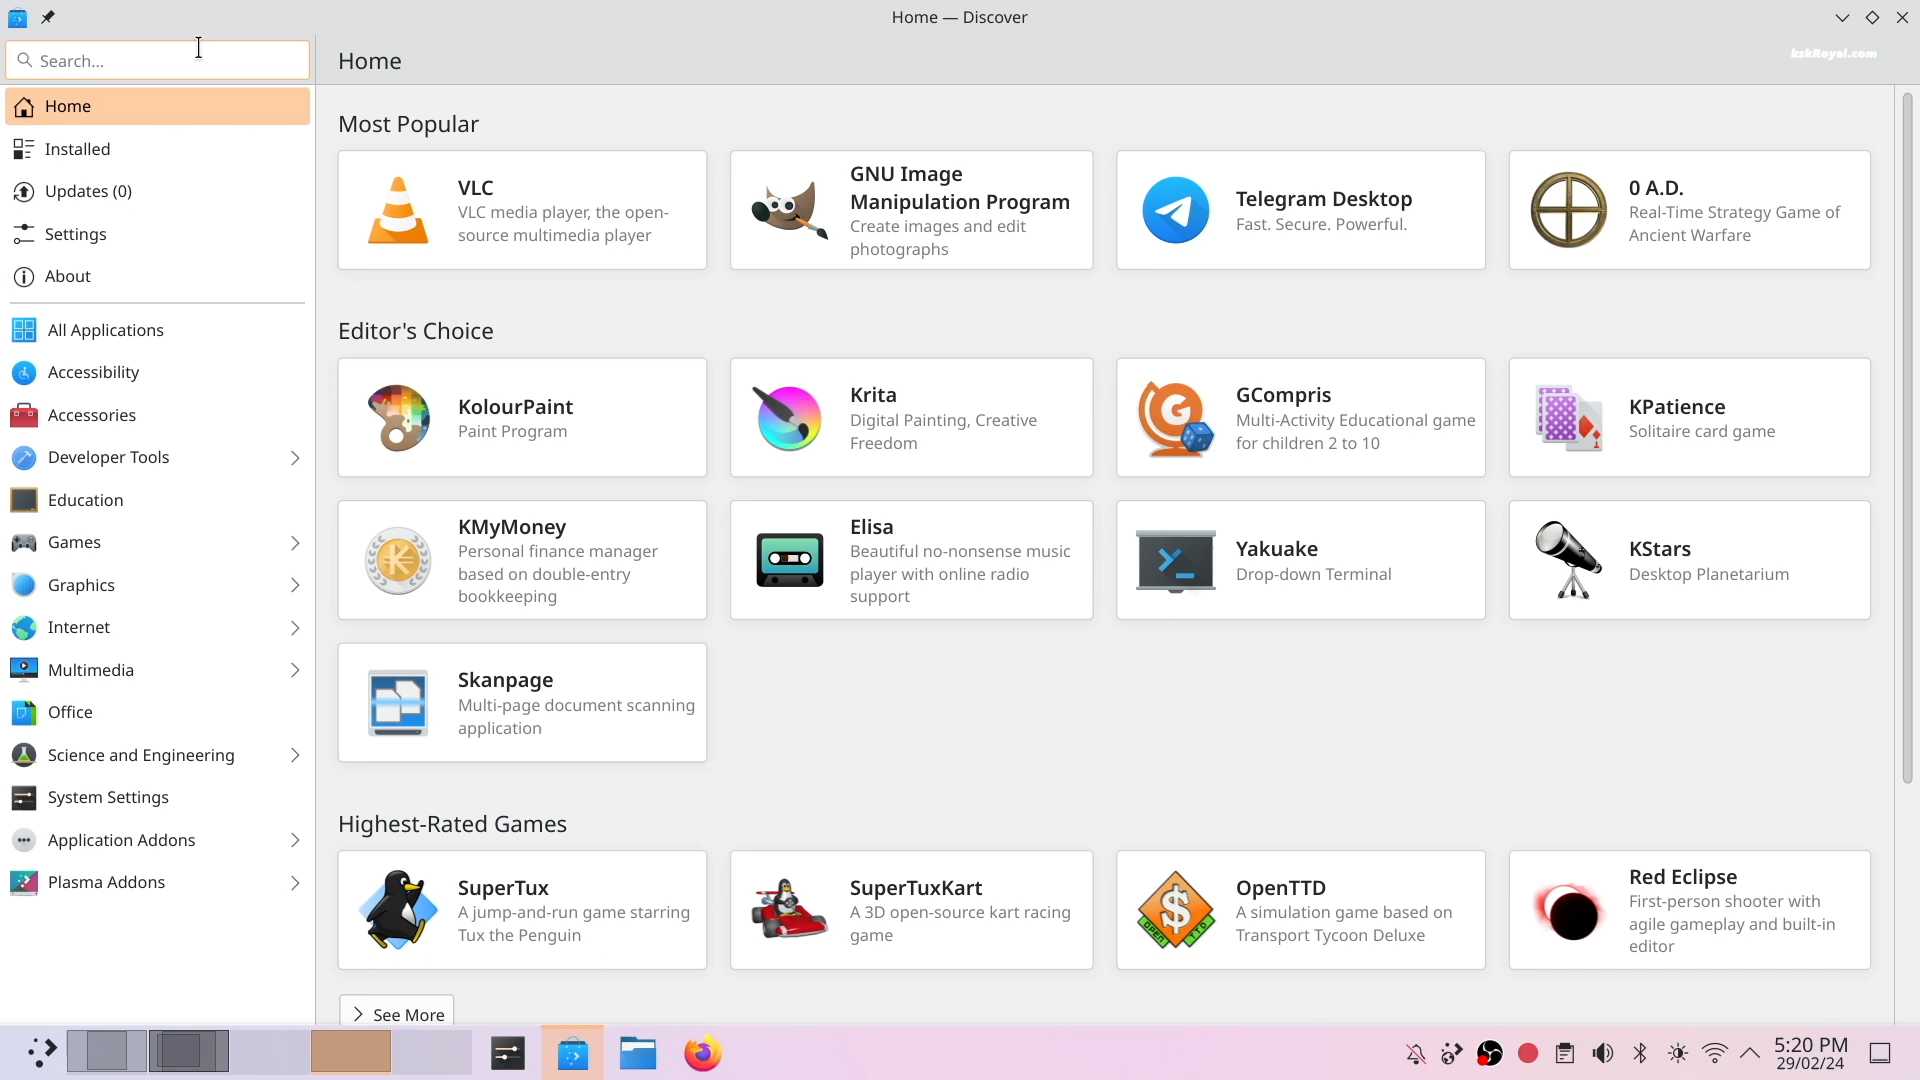 Home — Discover
Search...
Home
kskRoyal.com
Home
Installed
Updates (0)
Settings
About
All Applications
Accessibility
Accessories
Developer Tools
Education
Games
Graphics
Internet
Multimedia
Office
Science and Engineering
System Settings
Application Addons
Plasma Addons
Most Popular
VLC
VLC media player, the open-
source multimedia player
GNU Image
Manipulation Program
Create images and edit
photographs
Telegram Desktop
Fast. Secure. Powerful.
0 A.D.
Real-Time Strategy Game of
Ancient Warfare
Editor's Choice
KolourPaint
Paint Program
Krita
Digital Painting, Creative
Freedom
GCompris
Multi-Activity Educational game
for children 2 to 10
KPatience
Solitaire card game
KMyMoney
Personal finance manager
based on double-entry
bookkeeping
Elisa
Beautiful no-nonsense music
player with online radio
support
Yakuake
Drop-down Terminal
KStars
Desktop Planetarium
Skanpage
Multi-page document scanning
application
Highest-Rated Games
SuperTux
A jump-and-run game starring
Tux the Penguin
SuperTuxKart
A 3D open-source kart racing
game
OPEN TTD
OpenTTD
A simulation game based on
Transport Tycoon Deluxe
Red Eclipse
First-person shooter with
agile gameplay and built-in
editor
See More
5:20 PM
29/02/24